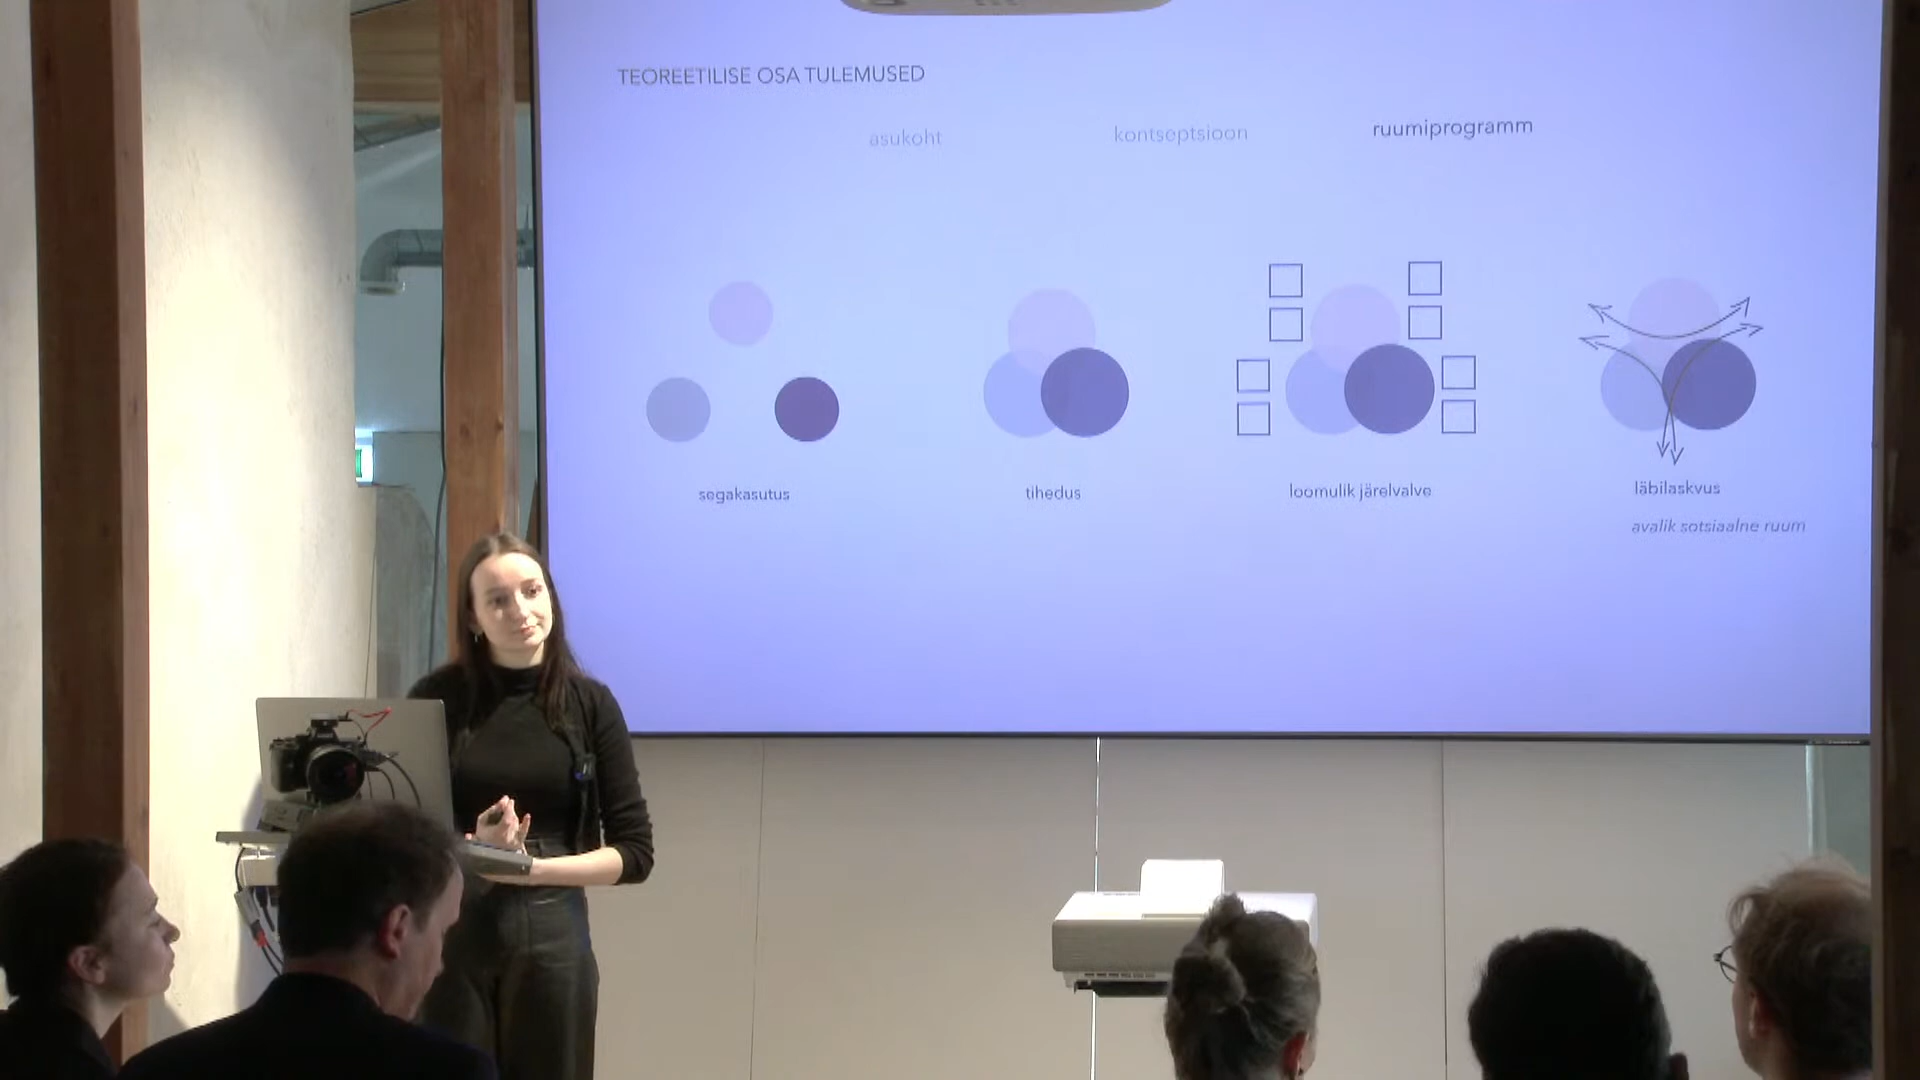 TEOREETILISE OSA TULEMUSED
asukoht
kontseptsioon
ruumiprogramm
segakasutus
tihedus
loomulik järelvalve
läbilaskvus
avalik sotsiaalne ruum